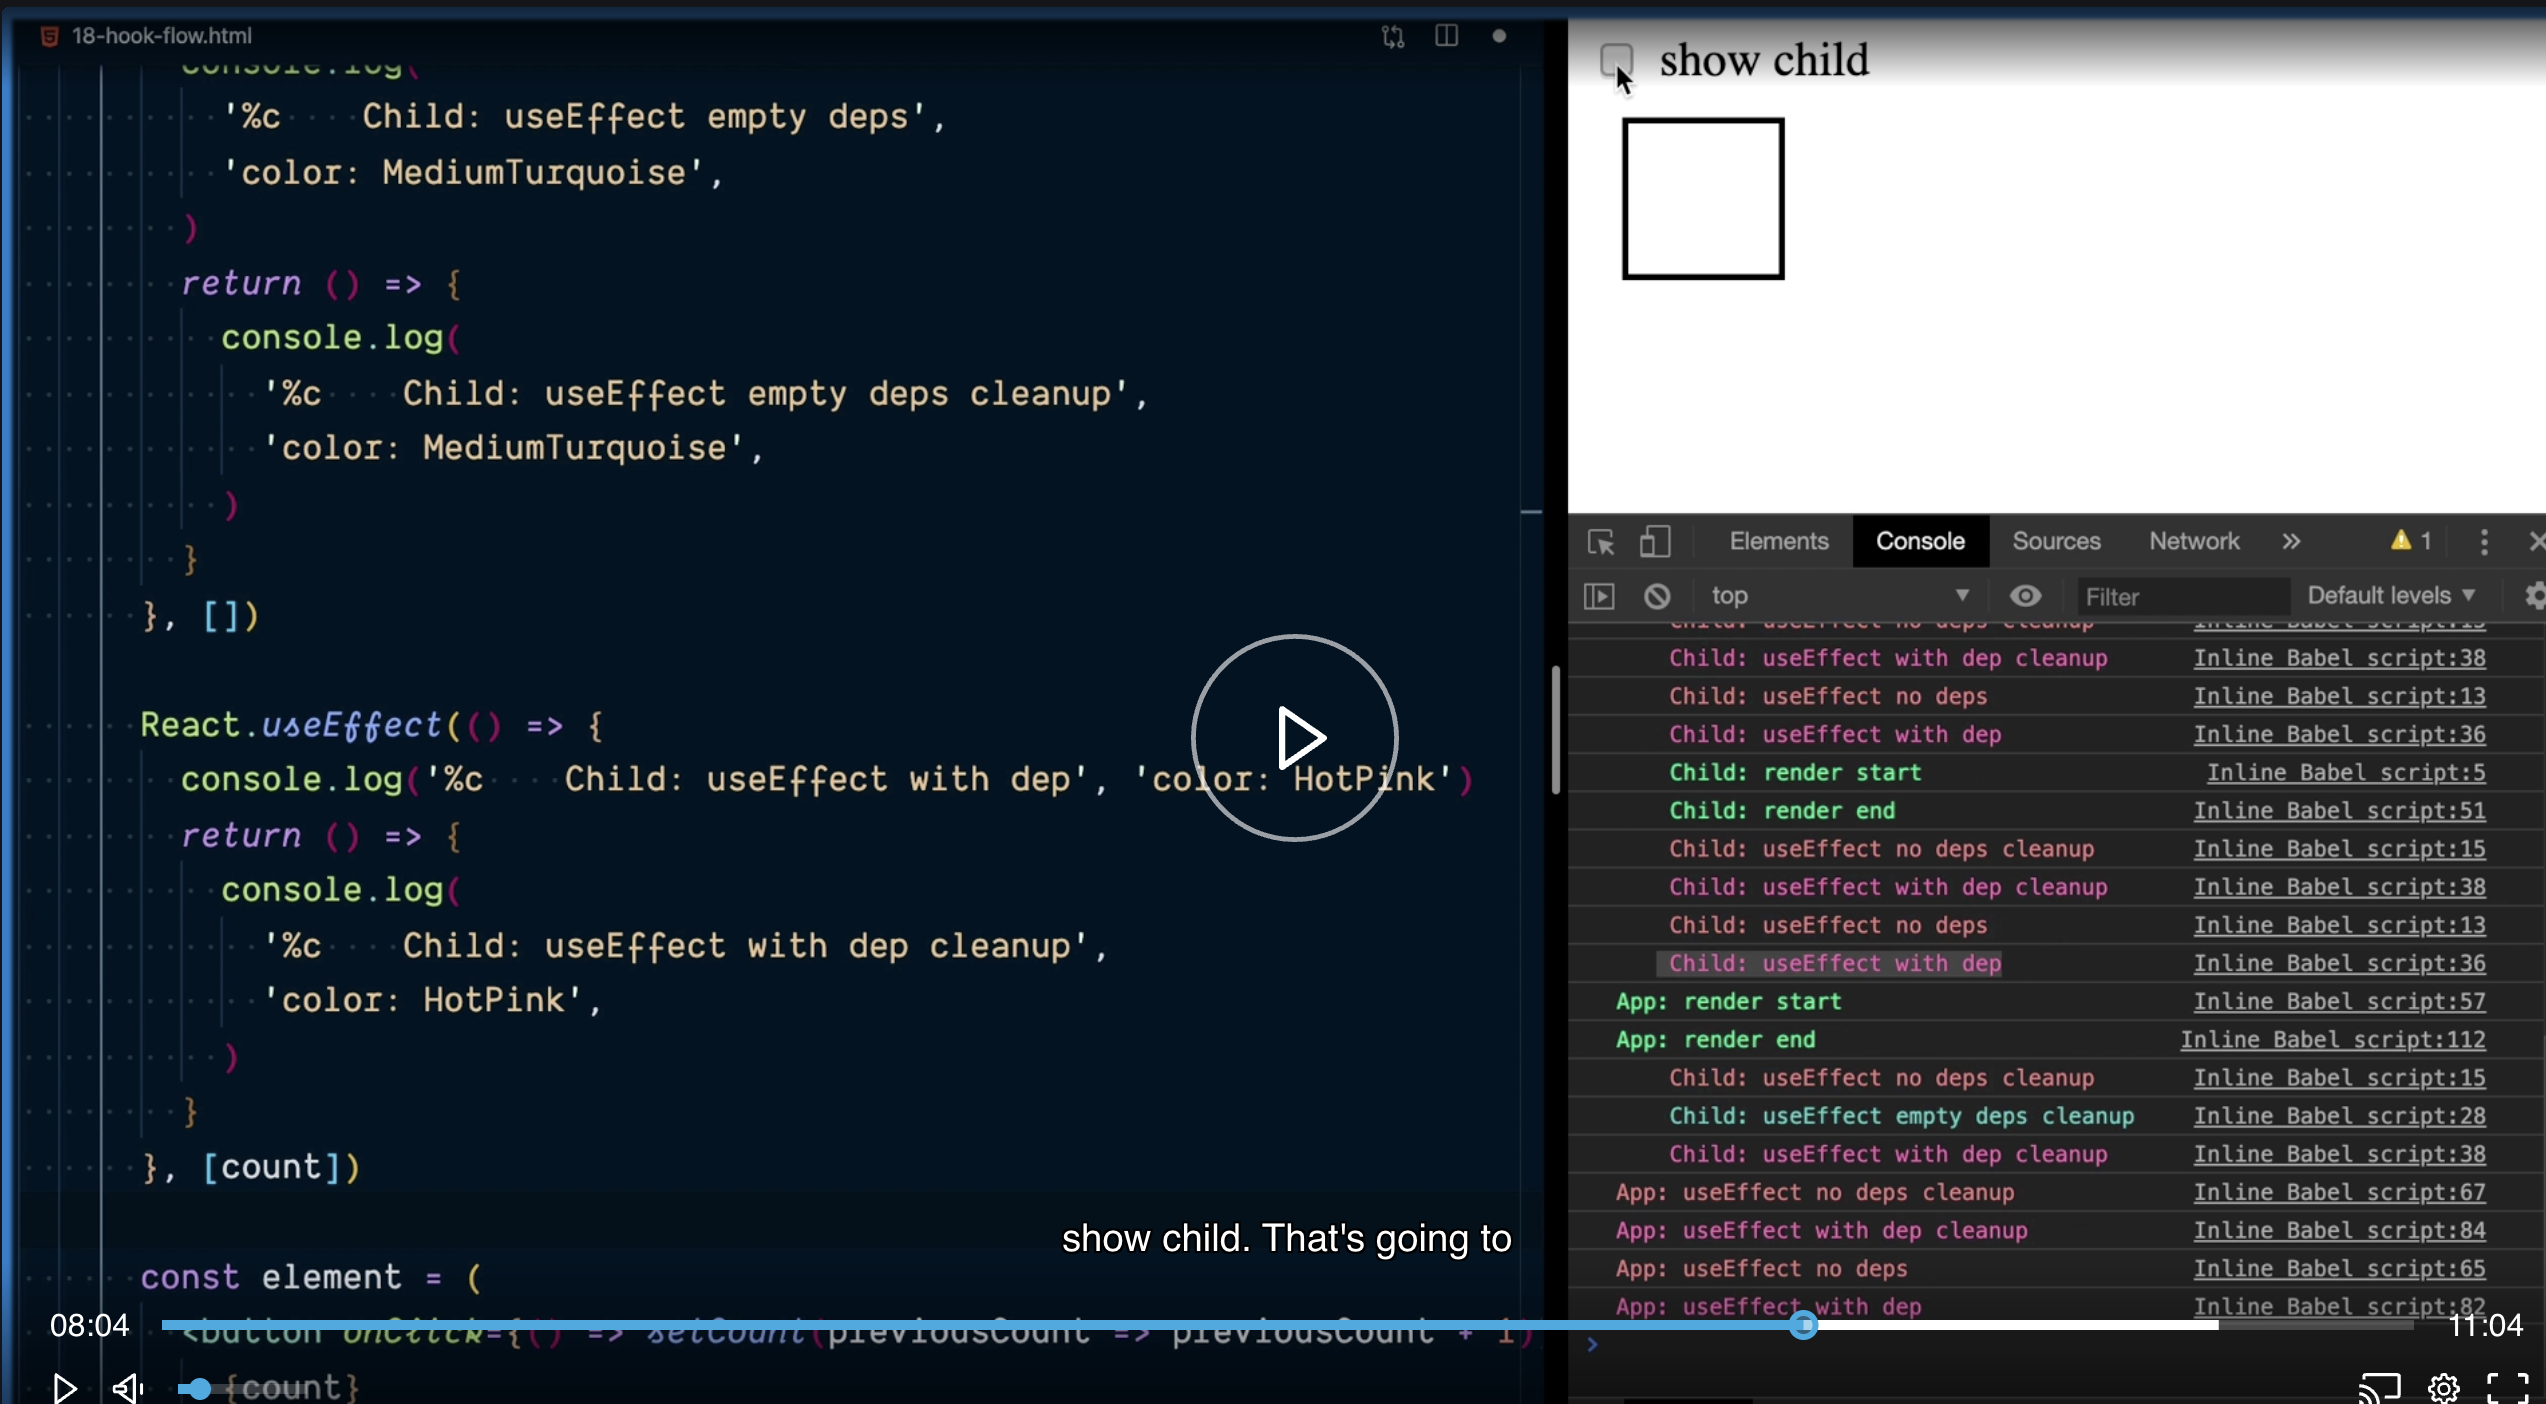 18-hook-flow.html
console.log(
'%c    Child: useEffect empty deps',
'color: MediumTurquoise',
)
return () => {
console.log(
'%c    Child: useEffect empty deps cleanup',
'color: MediumTurquoise',
)
}
}, [])
React.useEffect(() => {
console.log('%c    Child: useEffect with dep', 'color: HotPink')
return () => {
console.log(
'%c    Child: useEffect with dep cleanup',
'color: HotPink',
)
}
}, [count])
const element = (
<button onClick={() => setCount(previousCount => previousCount + 1)
{count}
show child. That's going to
08:04
11:04
show child
Elements Console Sources Network » 1
top Filter Default levels
Child: useEffect no deps cleanup Inline Babel script:15
Child: useEffect with dep cleanup Inline Babel script:38
Child: useEffect no deps Inline Babel script:13
Child: useEffect with dep Inline Babel script:36
Child: render start Inline Babel script:5
Child: render end Inline Babel script:51
Child: useEffect no deps cleanup Inline Babel script:15
Child: useEffect with dep cleanup Inline Babel script:38
Child: useEffect no deps Inline Babel script:13
Child: useEffect with dep Inline Babel script:36
App: render start Inline Babel script:57
App: render end Inline Babel script:112
Child: useEffect no deps cleanup Inline Babel script:15
Child: useEffect empty deps cleanup Inline Babel script:28
Child: useEffect with dep cleanup Inline Babel script:38
App: useEffect no deps cleanup Inline Babel script:67
App: useEffect with dep cleanup Inline Babel script:84
App: useEffect no deps Inline Babel script:65
App: useEffect with dep Inline Babel script:82